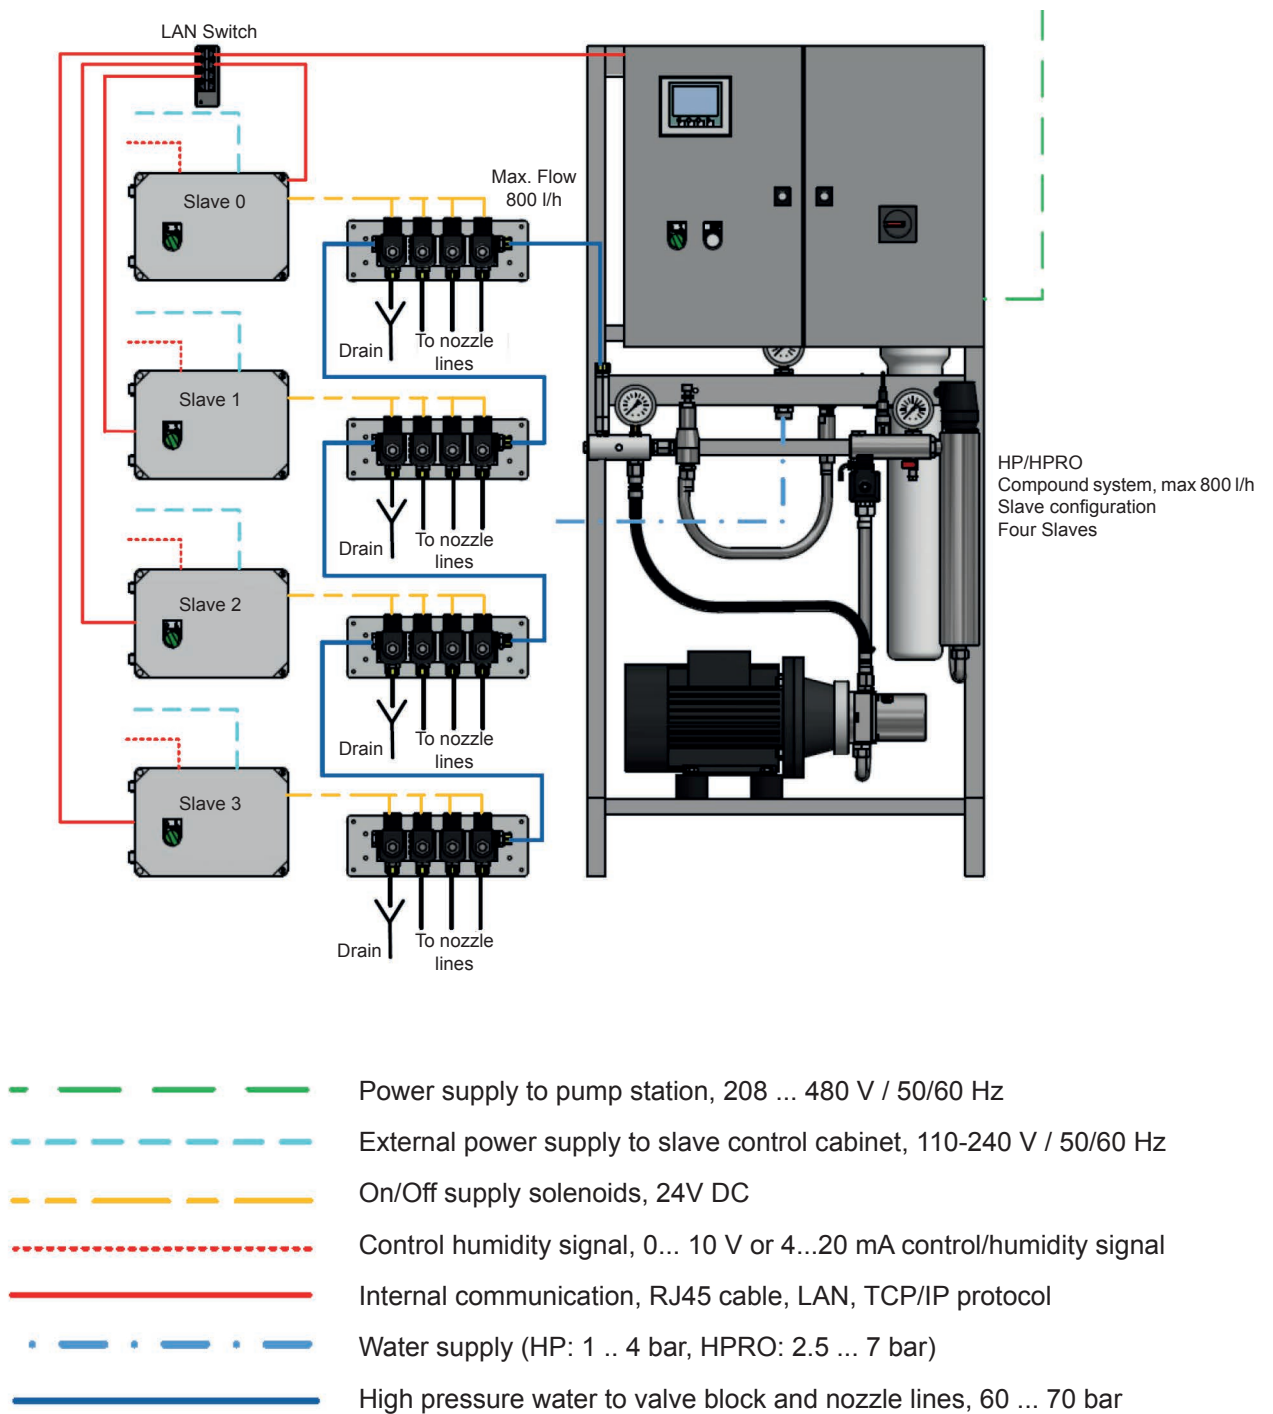 LAN Switch
Slave 0
Max. Flow
800 l/h
Drain
To nozzle
lines
Slave 1
Drain
To nozzle
lines
HP/HPRO
Compound system, max 800 l/h
Slave configuration
Four Slaves
Slave 2
Drain
To nozzle
lines
Slave 3
Drain
To nozzle
lines
Power supply to pump station, 208 ... 480 V / 50/60 Hz
External power supply to slave control cabinet, 110-240 V / 50/60 Hz
On/Off supply solenoids, 24V DC
Control humidity signal, 0... 10 V or 4...20 mA control/humidity signal
Internal communication, RJ45 cable, LAN, TCP/IP protocol
Water supply (HP: 1 .. 4 bar, HPRO: 2.5 ... 7 bar)
High pressure water to valve block and nozzle lines, 60 ... 70 bar